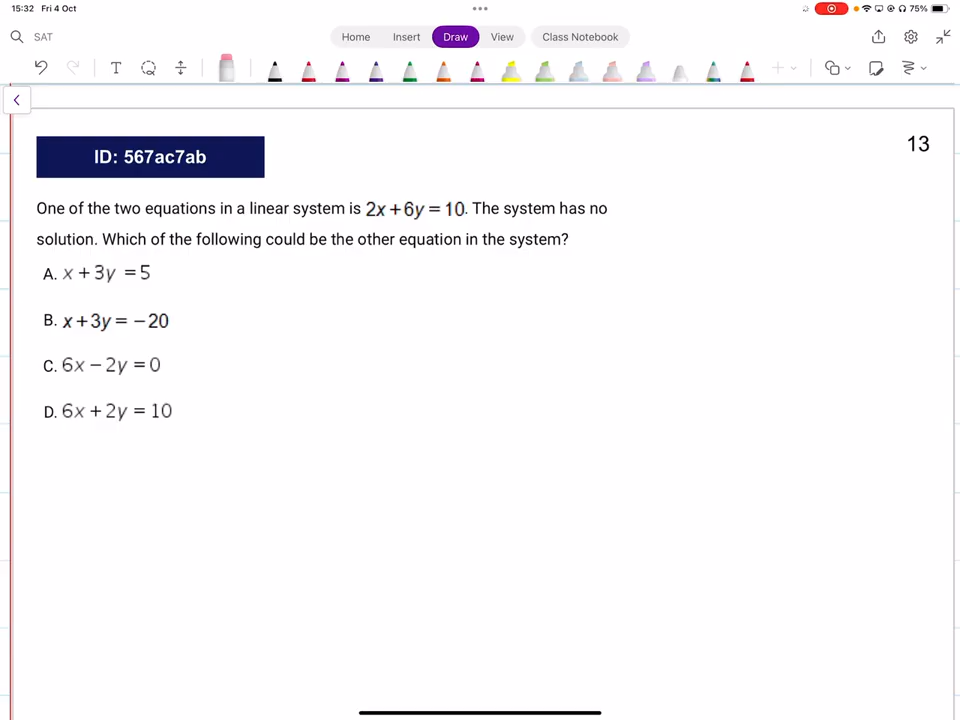 15:32 Fri 4 Oct
75%
SAT
Home Insert Draw View Class Notebook
T
13
ID: 567ac7ab
One of the two equations in a linear system is 2x+6y=10. The system has no
solution. Which of the following could be the other equation in the system?
A. x+3y =5
B. x+3y=−20
C. 6x−2y=0
D. 6x+2y=10